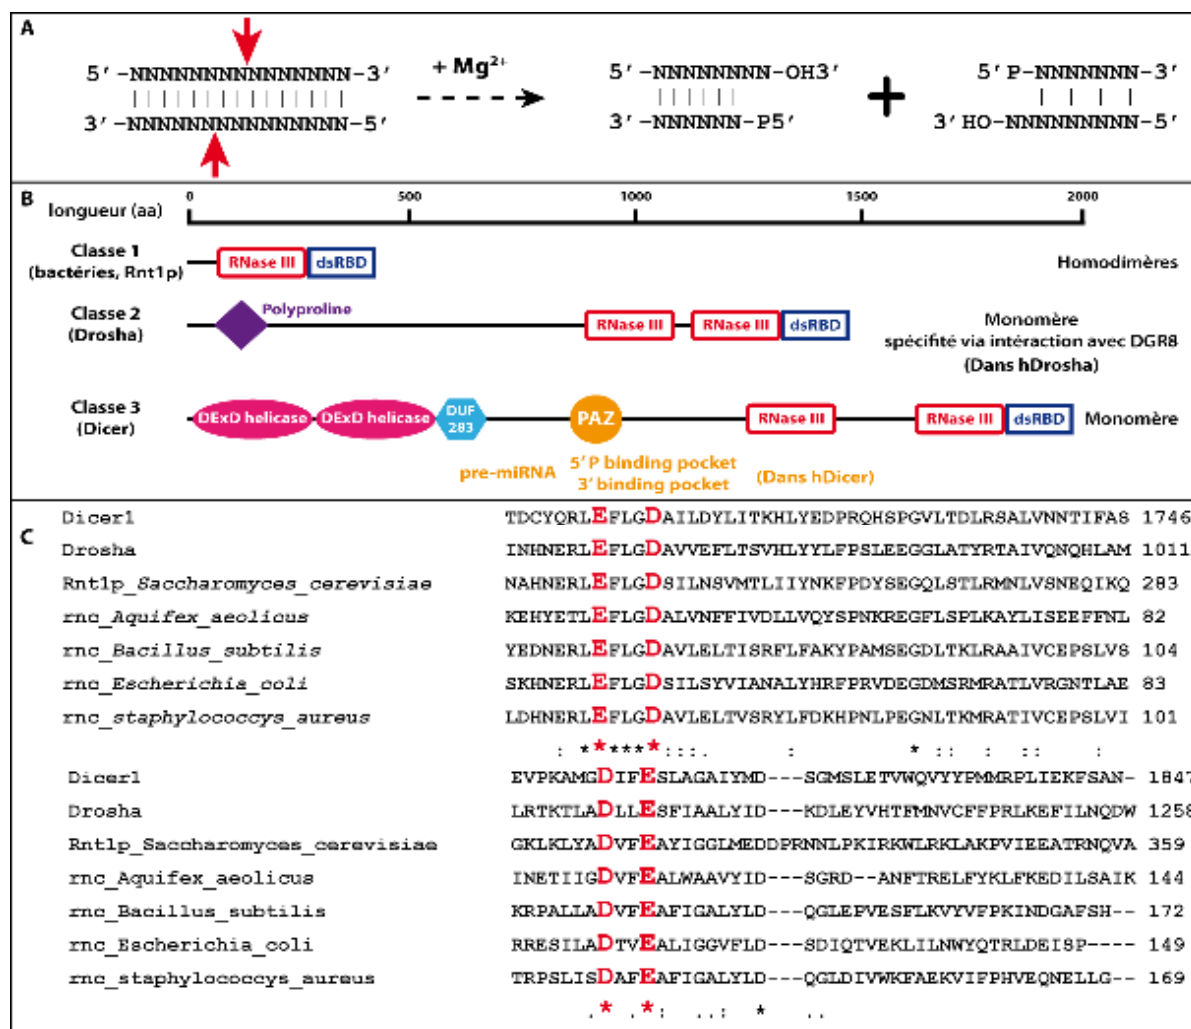 A
5' -NNNNNNNNNNNNNNN-3'
3' -NNNNNNNNNNNNNNN-5'
+ Mg2+
5' -NNNNNNNN-OH3'
3' -NNNNNN-P5'
+
5' P-NNNNNNN-3'
3' HO-NNNNNNNNN-5'
B
longueur (aa)
0 500 1000 1500 2000
Classe 1
(bactéries, Rnt1p)
RNase III dsRBD
Homodimères
Classe 2
(Drosha)
Polyproline
RNase III RNase III dsRBD
Monomère
spécifité via intéraction avec DGR8
(Dans hDrosha)
Classe 3
(Dicer)
DExD helicase DExD helicase DUF 283 PAZ RNase III RNase III dsRBD
Monomère
pre-miRNA 5' P binding pocket
3' binding pocket
(Dans hDicer)
C
Dicer1 TDCYQRLEFLGDAILDYLITKHLYEDPRQHSPGVLTDLRSALVNNTIFAS 1746
Drosha INHNERLEFLGDAVVEFLTSVHLYYLFPSLEEGGLATYRTAIVQNQHLAM 1011
Rnt1p_Saccharomyces_cerevisiae NAHNERLEFLGDSILNSVMTLIIYNKFPDYSEGQLSTLRMNLVSNEQIKQ 283
rnc_Aquifex_aeolicus KEHYETLEFLGDALVNFFIVDLLVQYSPNKREGFLSPLKAYLISEEFFNL 82
rnc_Bacillus_subtilis YEDNERLEFLGDAVLELTISRFLFAKYPAMSEGDLTKLRAAIVCEPSLVS 104
rnc_Escherichia_coli SKHNERLEFLGDSILSYVIANALYHRFPRVDEGDMSRMRATLVRGNTLAE 83
rnc_staphylococcys_aureus LDHNERLEFLGDAVLELTVSRYLFDKHPNLPEGNLTKMRATIVCEPSLVI 101
: ******* :::. : * :: : :: :
Dicer1 EVPKAMGDIFESLAGAIYMD---SGMSLETVWQVYYPMMRPLIEKFSAN- 1847
Drosha LRTKTLADLLESFIAALYID---KDLEYVHTFMNVCFFPRLKEFILNQDW 1258
Rnt1p_Saccharomyces_cerevisiae GKLKLYADVFEAYIGGLMEDDPRNNLPKIRKWLRKLAKPVIEEATRNQVA 359
rnc_Aquifex_aeolicus INETIIGDVFEALWAAVYID---SGRD--ANFTRELFYKLFKEDILSAIK 144
rnc_Bacillus_subtilis KRPALLADVFEAFIGALYLD---QGLEPVESFLKVYVFPKINDGAFSH-- 172
rnc_Escherichia_coli RRESILADTVEALIGGVFLD---SDIQTVEKLILNWYQTRLDEISP---- 149
rnc_staphylococcys_aureus TRPSLISDAFEAFIGALYLD---QGLDIVWKFAEKVIFPHVEQNELLG-- 169
.* .*: ..: * ..